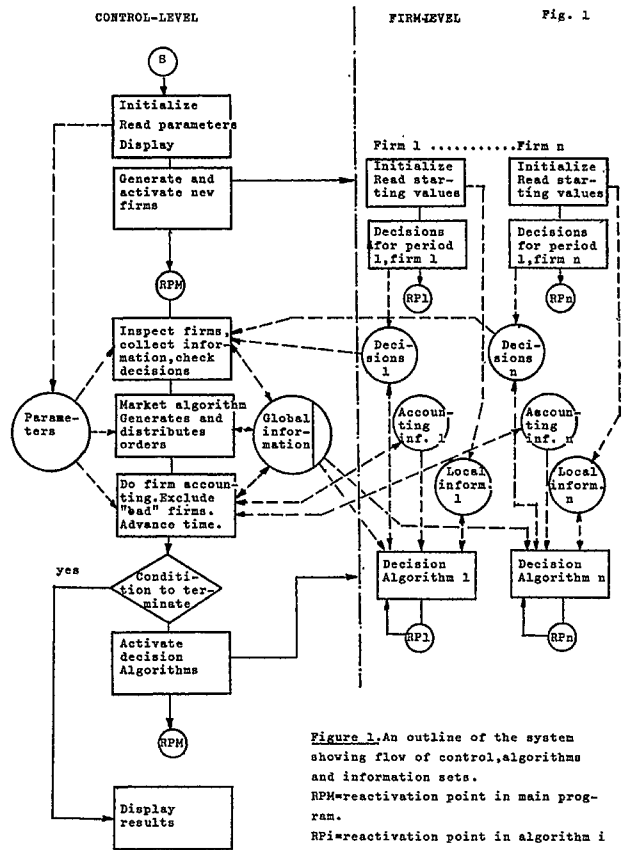 CONTROL-LEVEL
FIRM-LEVEL
Fig. 1
S
Initialize
Read parameters
Display
Generate and
activate new
firms
RPM
Firm 1 ........... Firm n
Initialize
Read star-
ting values
Initialize
Read star-
ting values
Decisions
for period
1,firm 1
Decisions
for period
1,firm n
RP1
RPn
Inspect firms,
collect infor-
mation,check
decisions
Deci-
sions 1
Deci-
sions n
Parame-
ters
Market algorithm
Generates and
distributes
orders
Global
infor-
mation
Accoun-
ting
inf. 1
Accoun-
ting
inf. n
Local
inform.
1
Local
inform.
n
Do firm accoun-
ting.Exclude
"bad" firms.
Advance time.
yes
Conditi-
tion to ter-
minate
Decision
Algorithm 1
Decision
Algorithm n
RP1
RPn
Activate
decision
Algorithms
RPM
Display
results
Figure 1.An outline of the system
showing flow of control,algorithms
and information sets.
RPM=reactivation point in main prog-
ram.
RPi=reactivation point in algorithm i